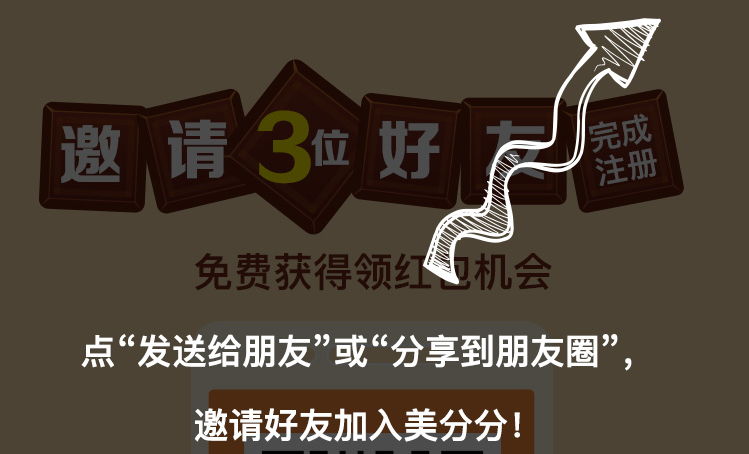 邀请3位好友完成注册
免费获得领红包机会
点“发送给朋友”或“分享到朋友圈”，
邀请好友加入美分分！